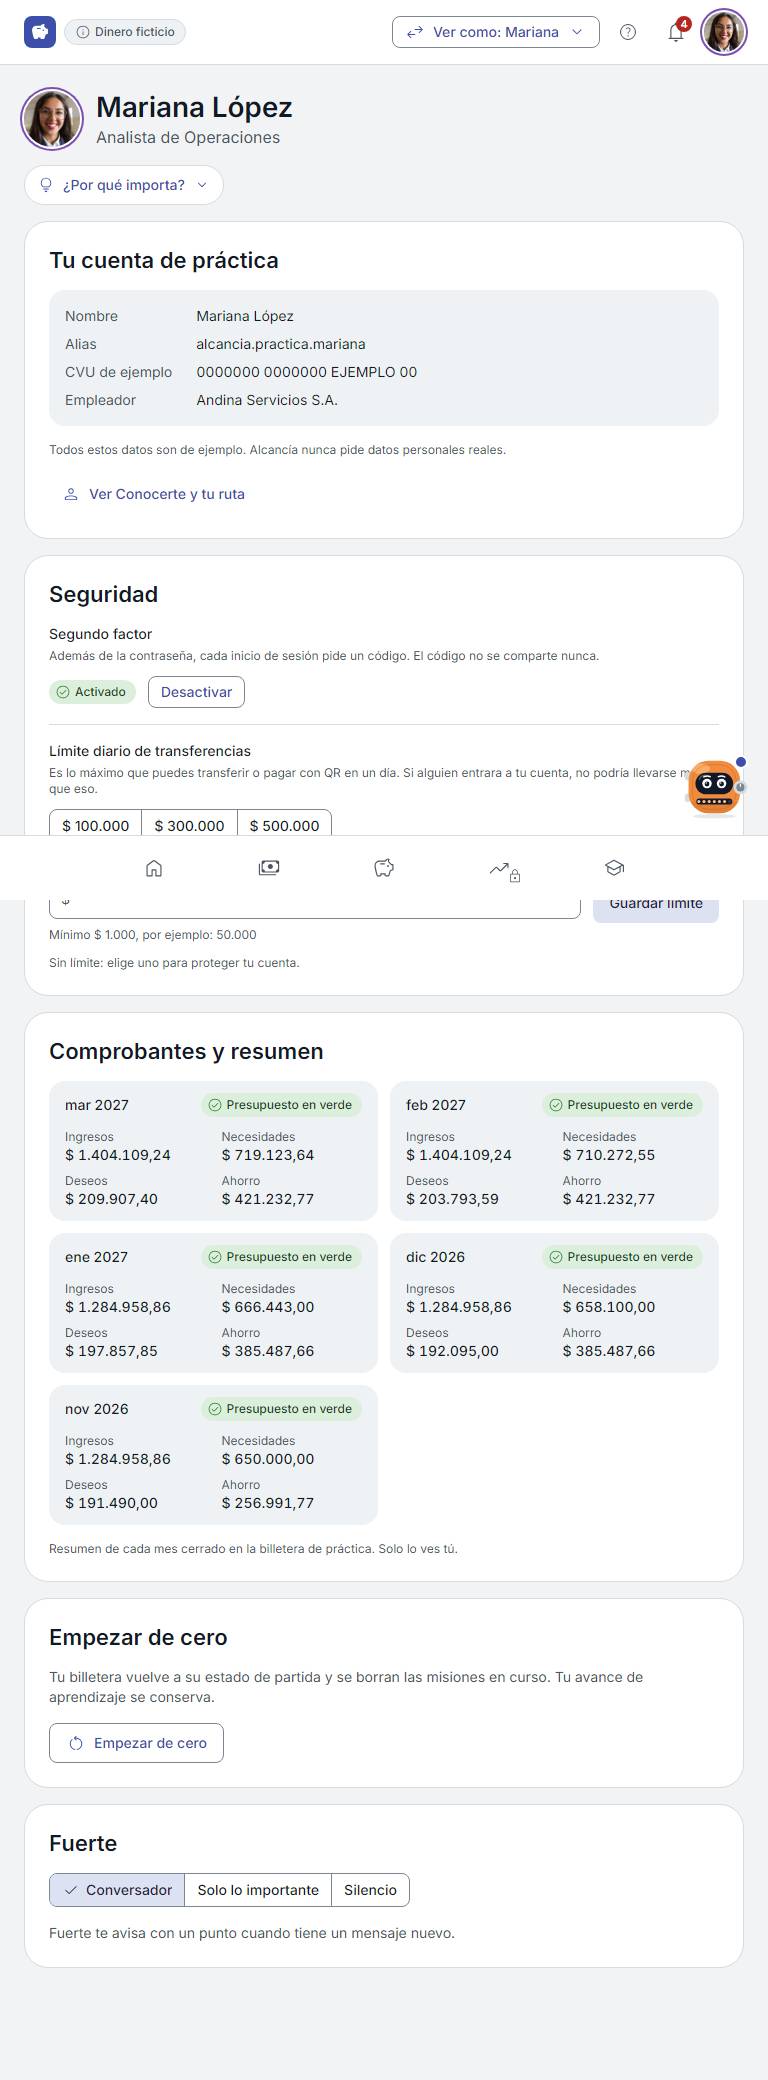 Dinero ficticio
Ver como: Mariana
4
Mariana López
Analista de Operaciones
¿Por qué importa?
Tu cuenta de práctica
Nombre Mariana López
Alias alcancia.practica.mariana
CVU de ejemplo 0000000 0000000 EJEMPLO 00
Empleador Andina Servicios S.A.
Todos estos datos son de ejemplo. Alcancía nunca pide datos personales reales.
Ver Conocerte y tu ruta
Seguridad
Segundo factor
Además de la contraseña, cada inicio de sesión pide un código. El código no se comparte nunca.
Activado Desactivar
Límite diario de transferencias
Es lo máximo que puedes transferir o pagar con QR en un día. Si alguien entrara a tu cuenta, no podría llevarse
que eso.
$ 100.000 $ 300.000 $ 500.000
$ Guardar límite
Mínimo $ 1.000, por ejemplo: 50.000
Sin límite: elige uno para proteger tu cuenta.
Comprobantes y resumen
mar 2027 Presupuesto en verde
Ingresos Necesidades
$ 1.404.109,24 $ 719.123,64
Deseos Ahorro
$ 209.907,40 $ 421.232,77
feb 2027 Presupuesto en verde
Ingresos Necesidades
$ 1.404.109,24 $ 710.272,55
Deseos Ahorro
$ 203.793,59 $ 421.232,77
ene 2027 Presupuesto en verde
Ingresos Necesidades
$ 1.284.958,86 $ 666.443,00
Deseos Ahorro
$ 197.857,85 $ 385.487,66
dic 2026 Presupuesto en verde
Ingresos Necesidades
$ 1.284.958,86 $ 658.100,00
Deseos Ahorro
$ 192.095,00 $ 385.487,66
nov 2026 Presupuesto en verde
Ingresos Necesidades
$ 1.284.958,86 $ 650.000,00
Deseos Ahorro
$ 191.490,00 $ 256.991,77
Resumen de cada mes cerrado en la billetera de práctica. Solo lo ves tú.
Empezar de cero
Tu billetera vuelve a su estado de partida y se borran las misiones en curso. Tu avance de
aprendizaje se conserva.
Empezar de cero
Fuerte
Conversador Solo lo importante Silencio
Fuerte te avisa con un punto cuando tiene un mensaje nuevo.